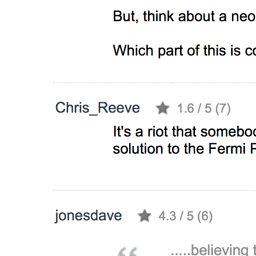 But, think about a neo
Which part of this is c
Chris_Reeve ★ 1.6 / 5 (7)
It's a riot that somebo
solution to the Fermi
jonesdave ★ 4.3 / 5 (6)
“ .....believing